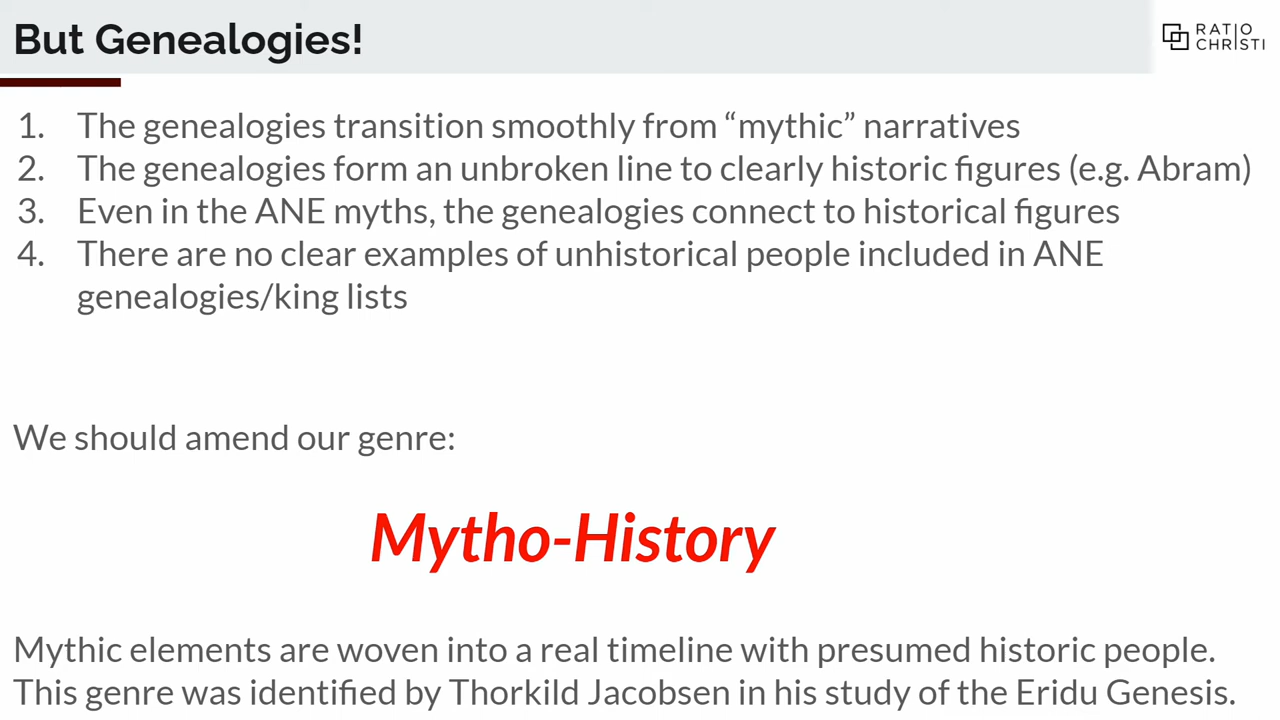 But Genealogies!
RATIO
CHRISTI
1. The genealogies transition smoothly from “mythic” narratives
2. The genealogies form an unbroken line to clearly historic figures (e.g. Abram)
3. Even in the ANE myths, the genealogies connect to historical figures
4. There are no clear examples of unhistorical people included in ANE
genealogies/king lists
We should amend our genre:
Mytho-History
Mythic elements are woven into a real timeline with presumed historic people.
This genre was identified by Thorkild Jacobsen in his study of the Eridu Genesis.